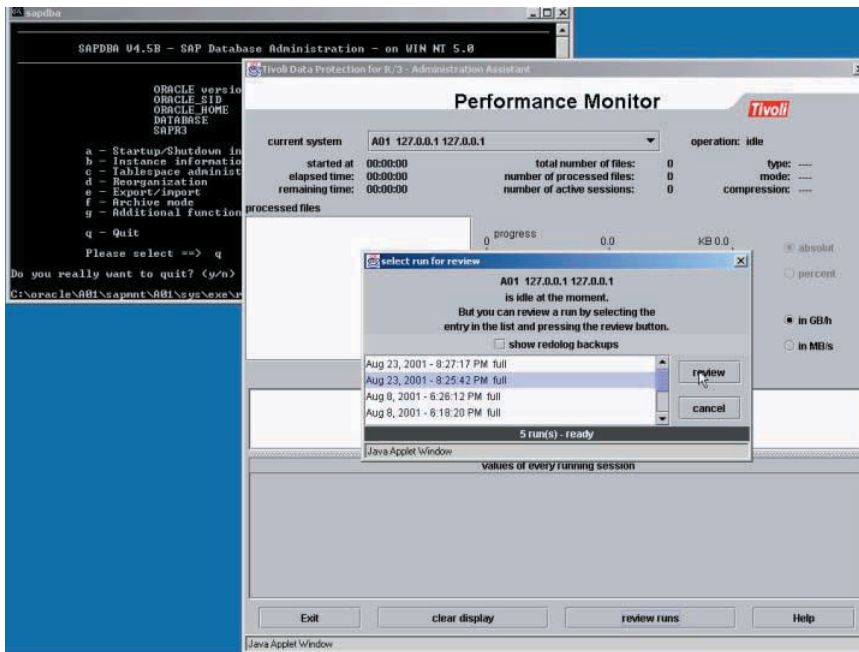 sapdba
SAPDBA V4.5B - SAP Database Administration - on WIN NT 5.0
ORACLE versio
ORACLE_SID
ORACLE_HOME
DATABASE
SAPR3
a - Startup/Shutdown in
b - Instance informatio
c - Tablespace administ
d - Reorganization
e - Export/import
f - Archive mode
g - Additional function
q - Quit
Please select ==> q
Do you really want to quit? (y/n)
C:\oracle\A01\sapmnt\A01\sys\exe\r
Tivoli Data Protection for R/3 - Administration Assistant
Performance Monitor
Tivoli
current system A01 127.0.0.1 127.0.0.1 operation: idle
started at 00:00:00 total number of files: 0 type: ----
elapsed time: 00:00:00 number of processed files: 0 mode: ----
remaining time: 00:00:00 number of active sessions: 0 compression: ----
processed files
progress
0 0.0 KB 0.0
absolut
percent
in GB/h
in MB/s
select run for review
A01 127.0.0.1 127.0.0.1
is idle at the moment.
But you can review a run by selecting the
entry in the list and pressing the review button.
show redolog backups
Aug 23, 2001 - 8:27:17 PM full
Aug 23, 2001 - 8:25:42 PM full
Aug 8, 2001 - 6:26:12 PM full
Aug 8, 2001 - 6:18:20 PM full
review
cancel
5 run(s) - ready
Java Applet Window
values of every running session
Exit clear display review runs Help
Java Applet Window